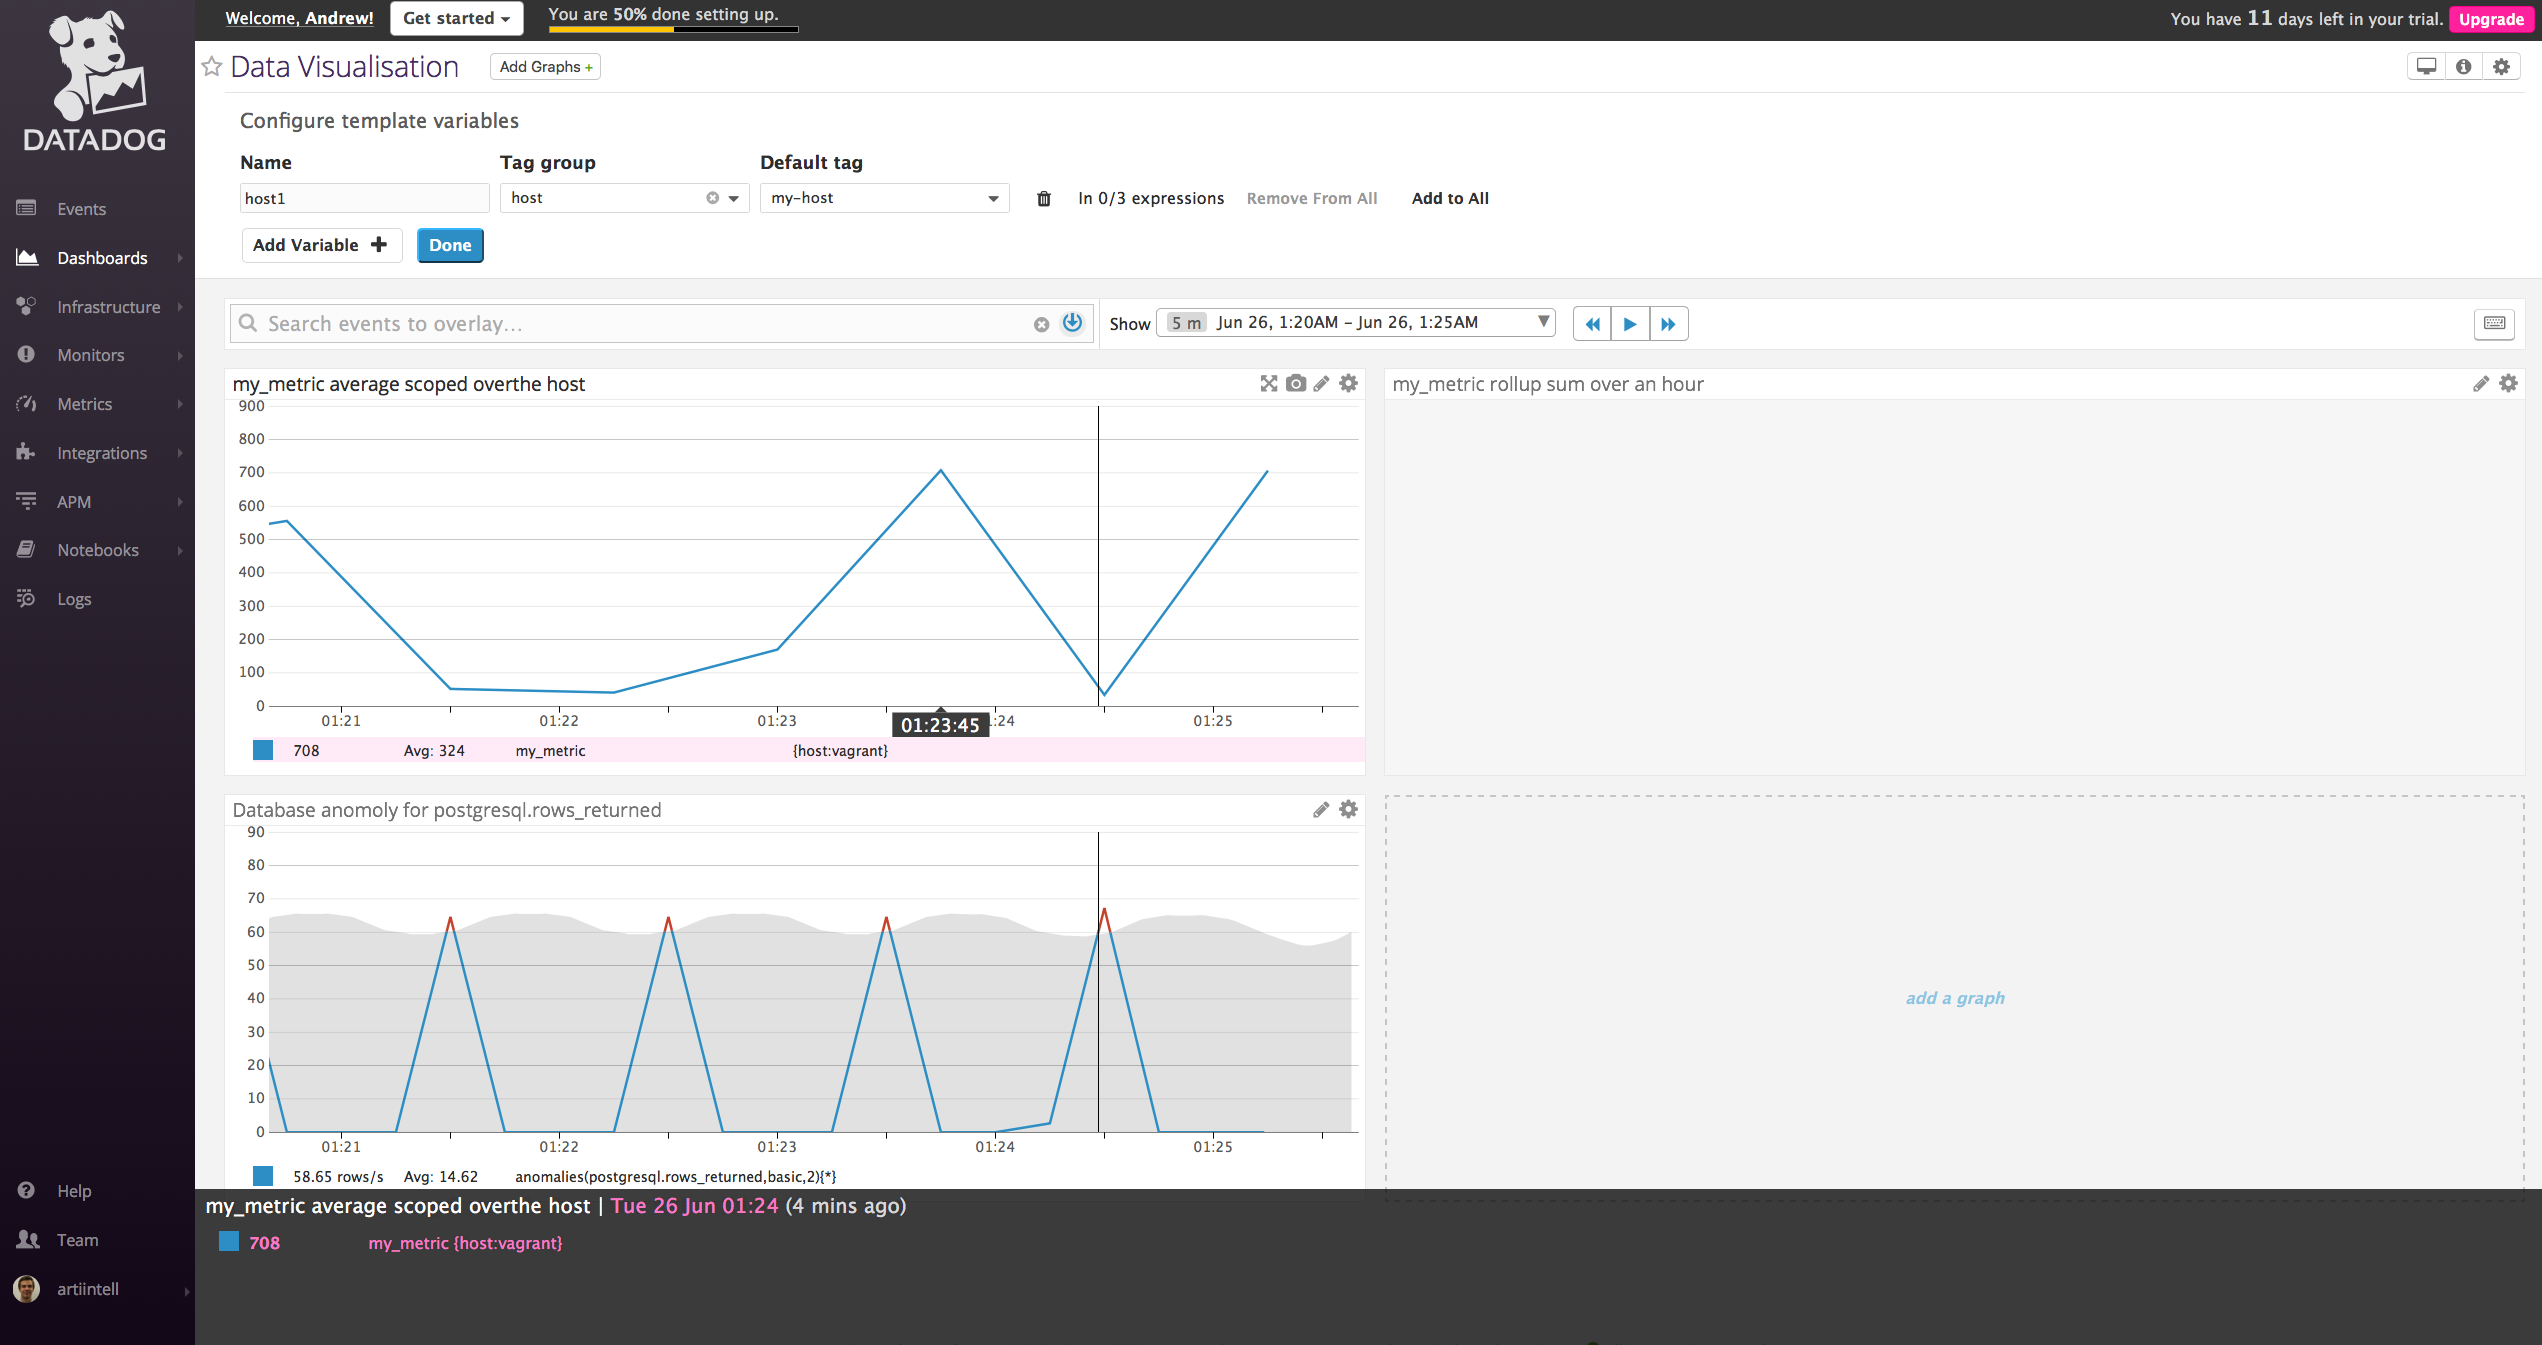 Welcome, Andrew!
Get started
You are 50% done setting up.
You have 11 days left in your trial.
Upgrade
DATADOG
Events
Dashboards
Infrastructure
Monitors
Metrics
Integrations
APM
Notebooks
Logs
Help
Team
artiintell
Data Visualisation
Add Graphs +
Configure template variables
Name Tag group Default tag
host1 host my-host In 0/3 expressions Remove From All Add to All
Add Variable Done
Search events to overlay...
Show 5 m Jun 26, 1:20AM - Jun 26, 1:25AM
my_metric average scoped overthe host
900
800
700
600
500
400
300
200
100
0
01:21 01:22 01:23 :24 01:25
01:23:45
708 Avg: 324 my_metric {host:vagrant}
my_metric rollup sum over an hour
Database anomoly for postgresql.rows_returned
90
80
70
60
50
40
30
20
10
0
01:21 01:22 01:23 01:24 01:25
58.65 rows/s Avg: 14.62 anomalies(postgresql.rows_returned,basic,2){*}
add a graph
my_metric average scoped overthe host | Tue 26 Jun 01:24 (4 mins ago)
708 my_metric {host:vagrant}